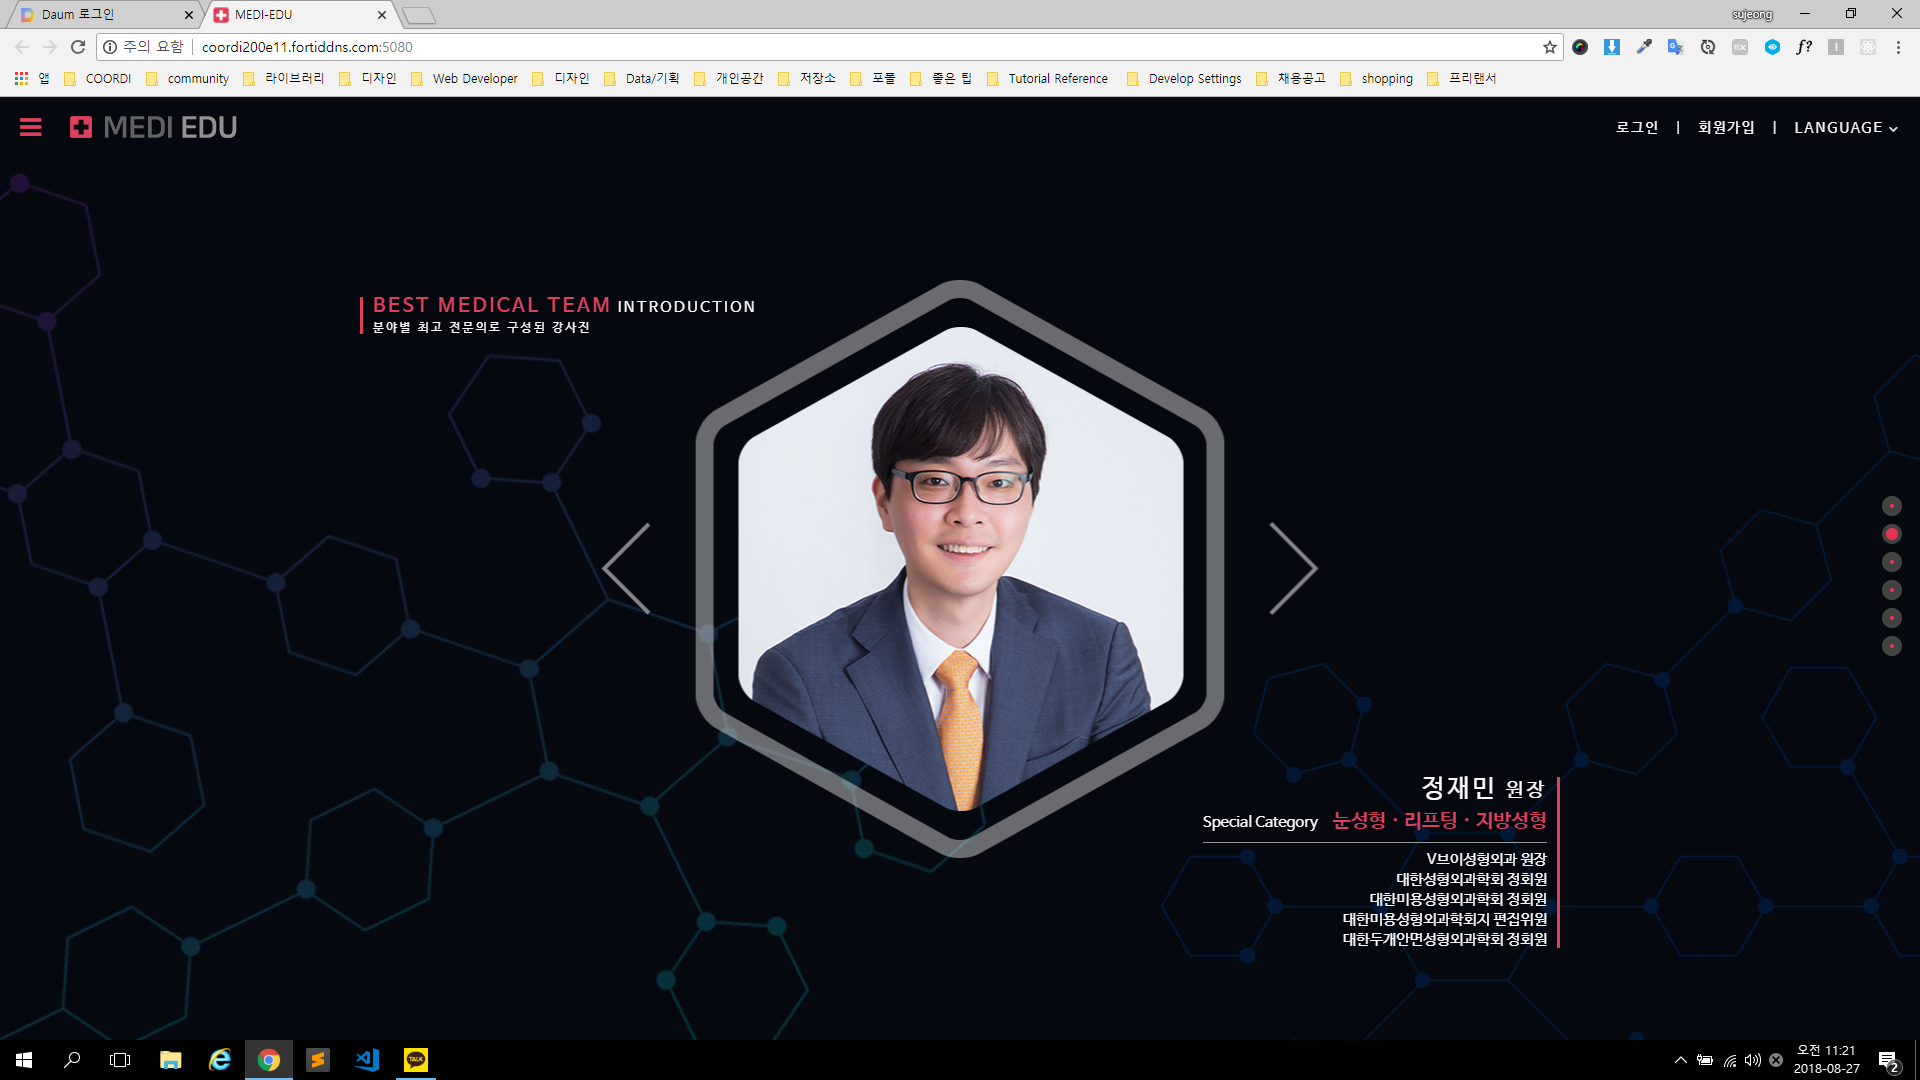 Daum 로그인
MEDI-EDU
sujeong
주의 요함 coordi200e11.fortiddns.com:5080
앱 COORDI community 라이브러리 디자인 Web Developer 디자인 Data/기획 개인공간 저장소 포폴 좋은 팁 Tutorial Reference Develop Settings 채용공고 shopping 프리랜서
MEDI EDU
로그인 | 회원가입 | LANGUAGE
BEST MEDICAL TEAM INTRODUCTION
분야별 최고 전문의로 구성된 강사진
정재민 원장
Special Category 눈성형 · 리프팅 · 지방성형
V브이성형외과 원장
대한성형외과학회 정회원
대한미용성형외과학회 정회원
대한미용성형외과학회지 편집위원
대한두개안면성형외과학회 정회원
TALK
오전 11:21
2018-08-27
2